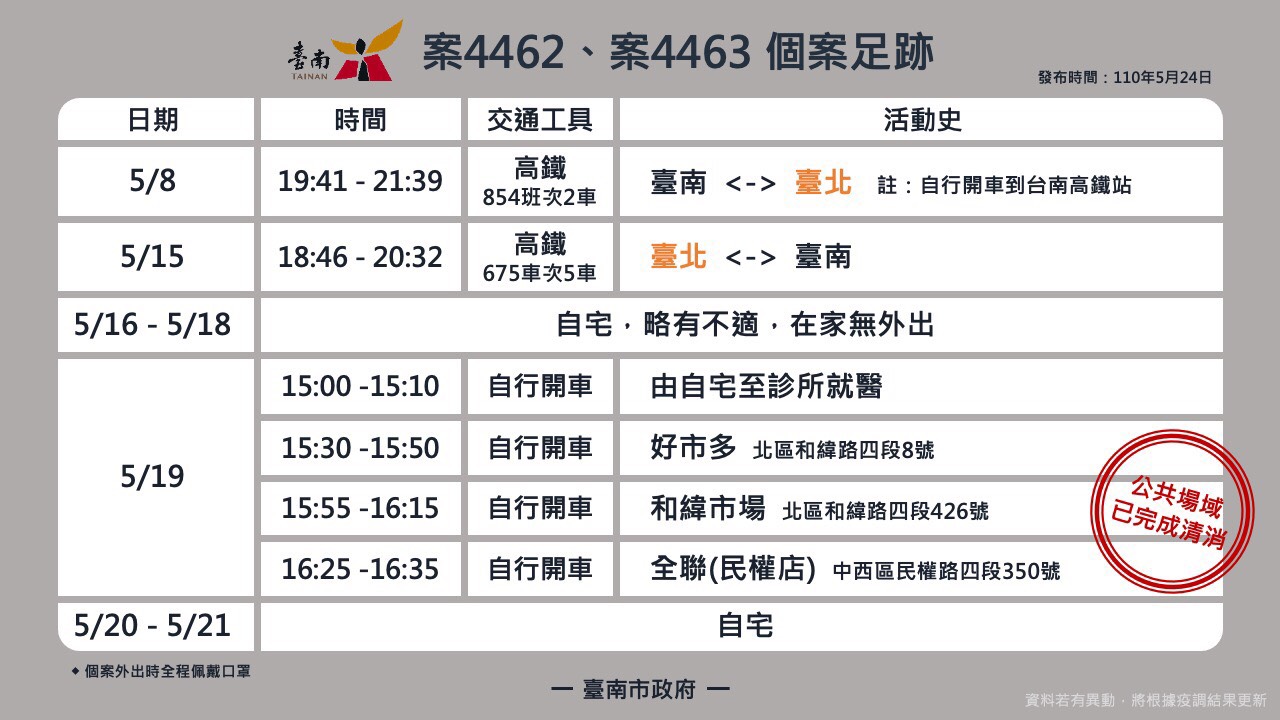 臺南
TAINAN
案4462、案4463 個案足跡
發布時間：110年5月24日
日期 時間 交通工具 活動史
5/8 19:41 - 21:39 高鐵 854班次2車 臺南 <-> 臺北 註：自行開車到台南高鐵站
5/15 18:46 - 20:32 高鐵 675車次5車 臺北 <-> 臺南
5/16 - 5/18 自宅，略有不適，在家無外出
5/19
15:00 -15:10 自行開車 由自宅至診所就醫
15:30 -15:50 自行開車 好市多 北區和緯路四段8號
15:55 -16:15 自行開車 和緯市場 北區和緯路四段426號
16:25 -16:35 自行開車 全聯(民權店) 中西區民權路四段350號
公共場域
已完成清消
5/20 - 5/21 自宅
◆ 個案外出時全程佩戴口罩
— 臺南市政府 —
資料若有異動，將根據疫調結果更新